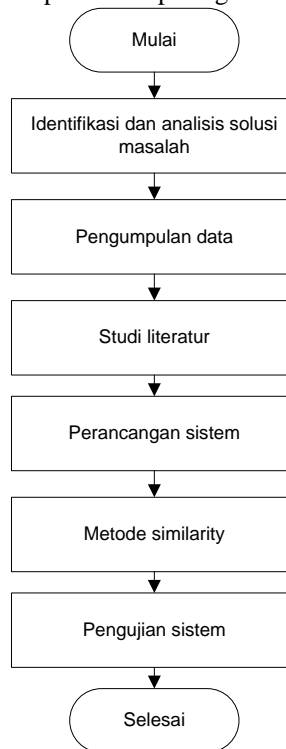 Mulai
Identifikasi dan analisis solusi
masalah
Pengumpulan data
Studi literatur
Perancangan sistem
Metode similarity
Pengujian sistem
Selesai